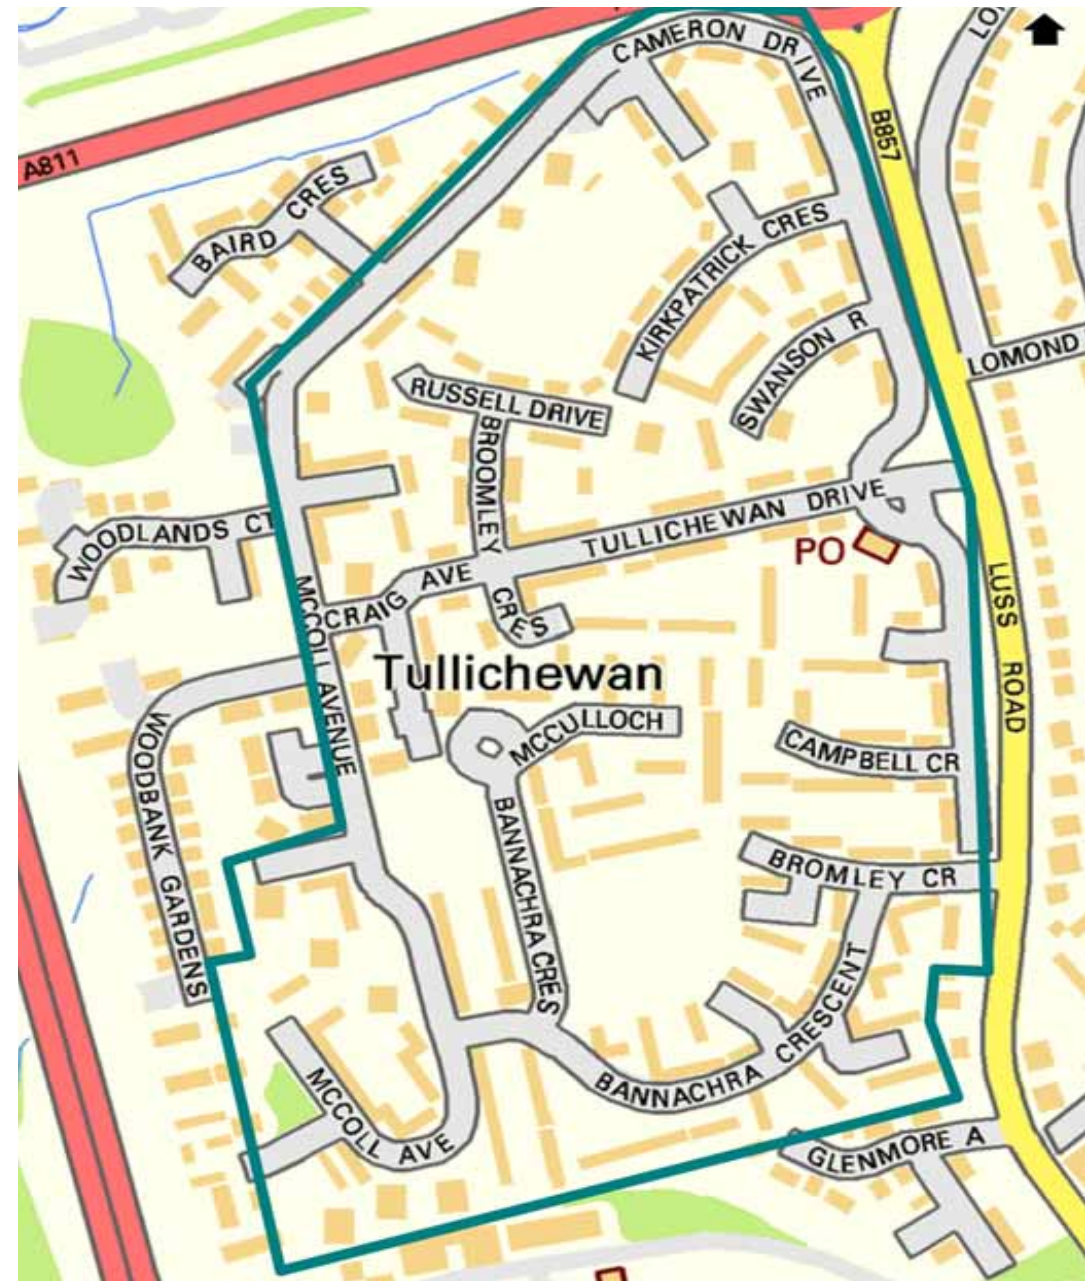 CAMERON DRIVE
LO
A811
B857
BAIRD CRES
KIRKPATRICK CRES
SWANSON R
LOMOND
RUSSELL DRIVE
BROOMLEY CRES
TULLICHEWAN DRIVE
WOODLANDS CT
PO
CRAIG AVE
LUSS ROAD
MCCOLL AVENUE
Tullichewan
MCCULLOCH
WOODBANK GARDENS
CAMPBELL CR
BANNACHRA CRES
BROMLEY CR
BANNACHRA CRESCENT
MCCOLL AVE
GLENMORE A